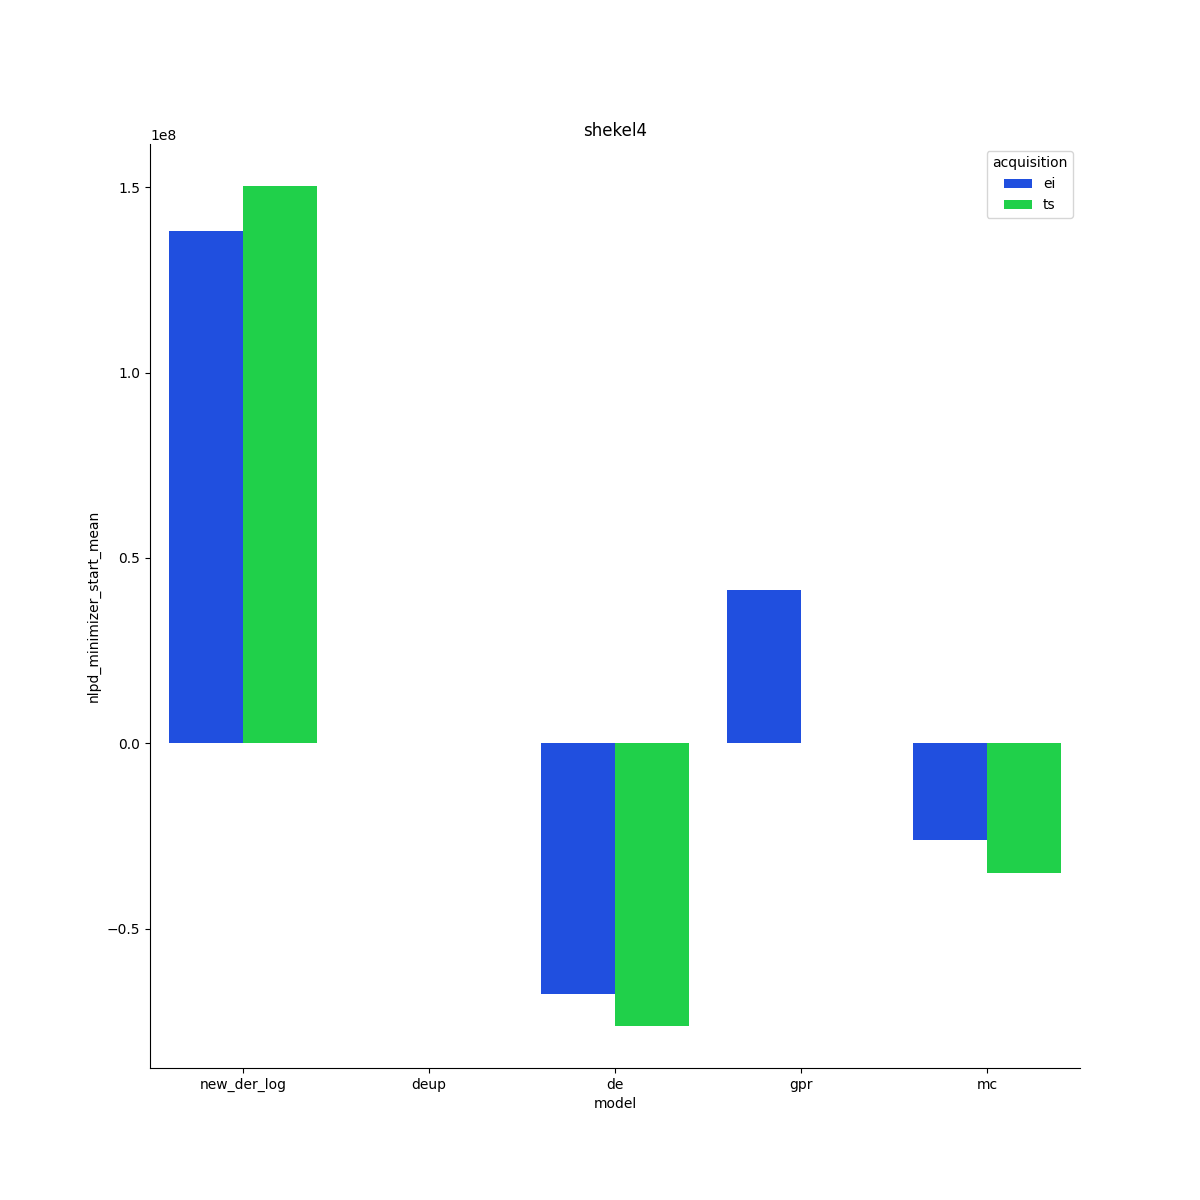 shekel4
1e8
acquisition
ei
ts
1.5
1.0
0.5
0.0
−0.5
nlpd_minimizer_start_mean
new_der_log deup de gpr mc
model